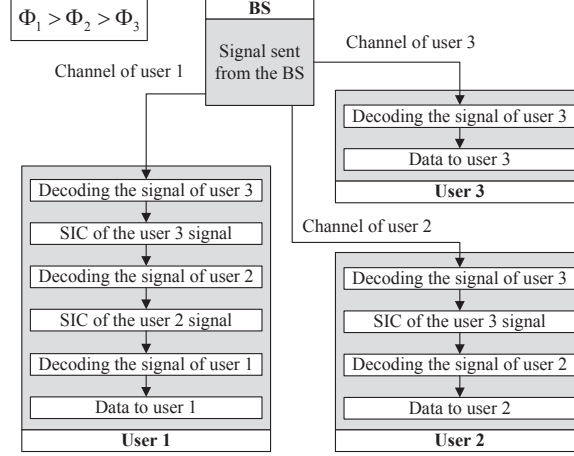 Φ1 > Φ2 > Φ3
BS
Signal sent
from the BS
Channel of user 1
Channel of user 3
Decoding the signal of user 3
Data to user 3
User 3
Channel of user 2
Decoding the signal of user 3
SIC of the user 3 signal
Decoding the signal of user 2
SIC of the user 2 signal
Decoding the signal of user 1
Data to user 1
User 1
Decoding the signal of user 3
SIC of the user 3 signal
Decoding the signal of user 2
Data to user 2
User 2